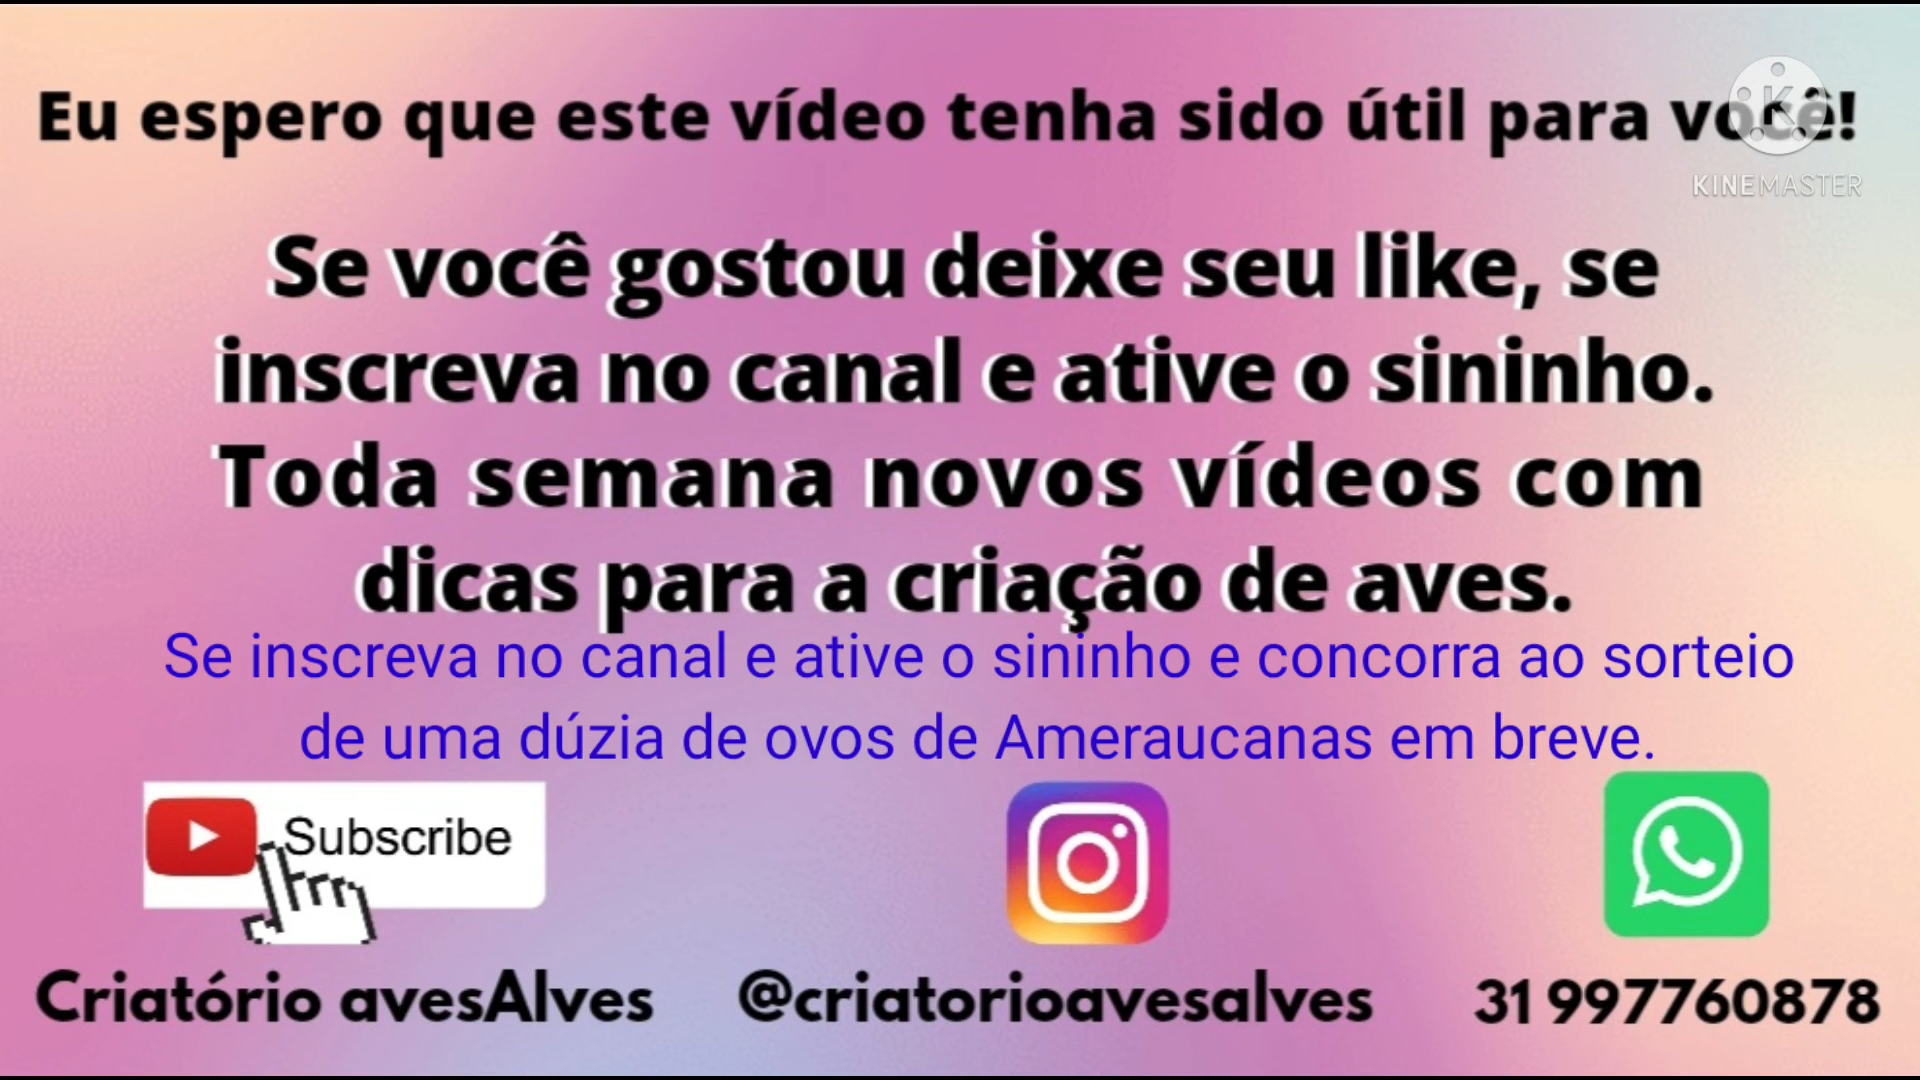 Eu espero que este vídeo tenha sido útil para você!
KINEMASTER
Se você gostou deixe seu like, se
inscreva no canal e ative o sininho.
Toda semana novos vídeos com
dicas para a criação de aves.
Se inscreva no canal e ative o sininho e concorra ao sorteio
de uma dúzia de ovos de Ameraucanas em breve.
Subscribe
Criatório avesAlves
@criatorioavesalves
31 997760878